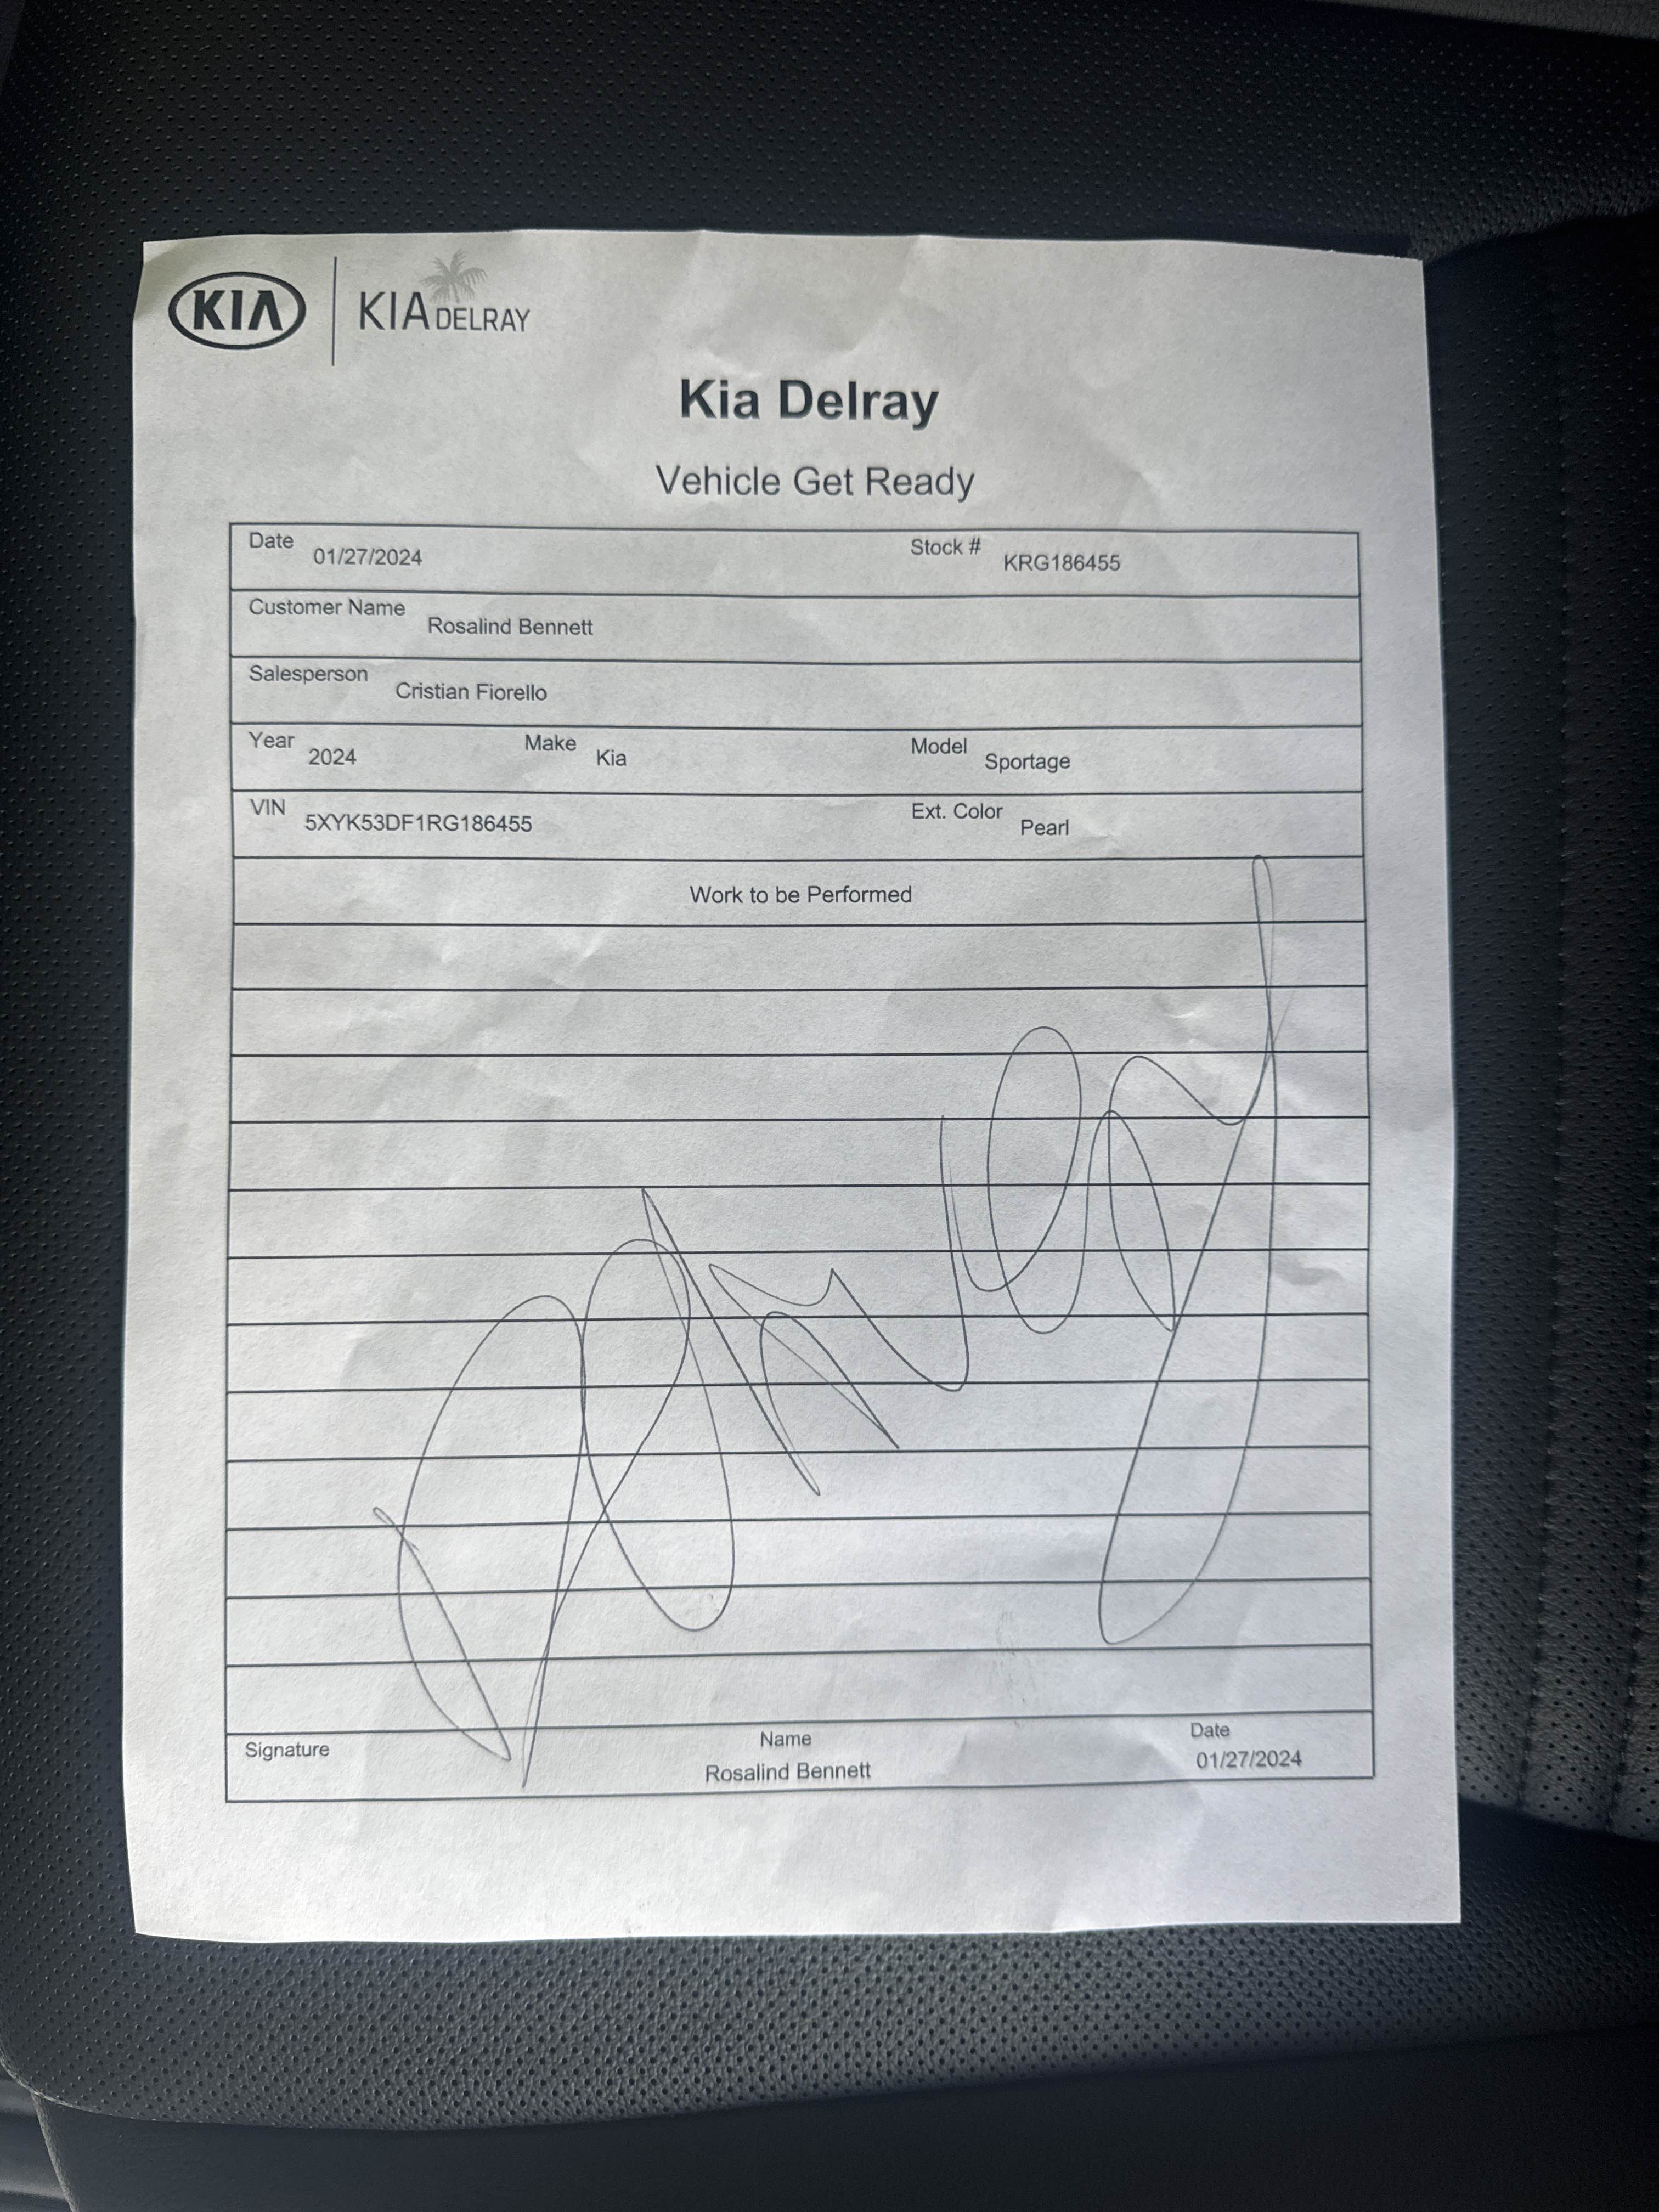 KIA KIA DELRAY
Kia Delray
Vehicle Get Ready
Date 01/27/2024 Stock # KRG186455
Customer Name Rosalind Bennett
Salesperson Cristian Fiorello
Year 2024 Make Kia Model Sportage
VIN 5XYK53DF1RG186455 Ext. Color Pearl
Work to be Performed
Signature Name Rosalind Bennett Date 01/27/2024